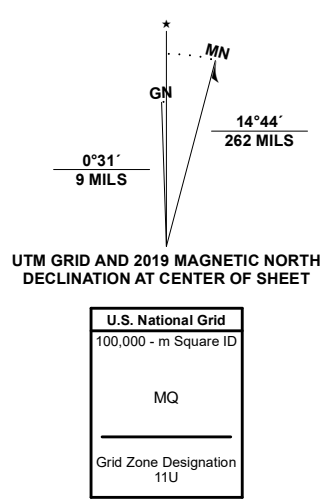 ★
MN
GN
14°44´
262 MILS
0°31´
9 MILS
UTM GRID AND 2019 MAGNETIC NORTH
DECLINATION AT CENTER OF SHEET
U.S. National Grid
100,000 - m Square ID
MQ
Grid Zone Designation
11U